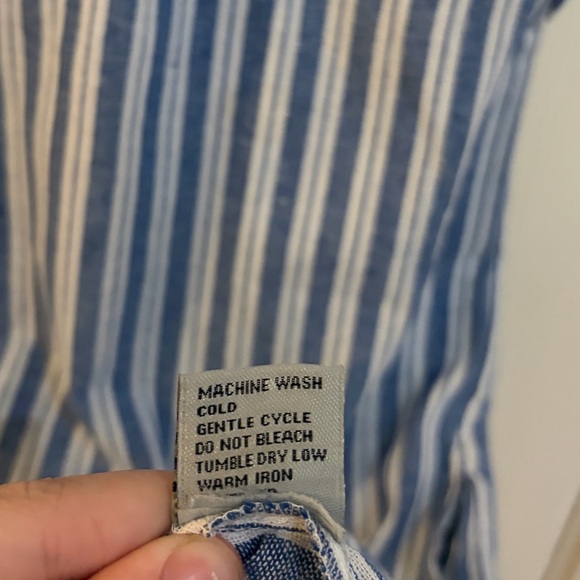 MACHINE WASH
COLD
GENTLE CYCLE
DO NOT BLEACH
TUMBLE DRY LOW
WARM IRON